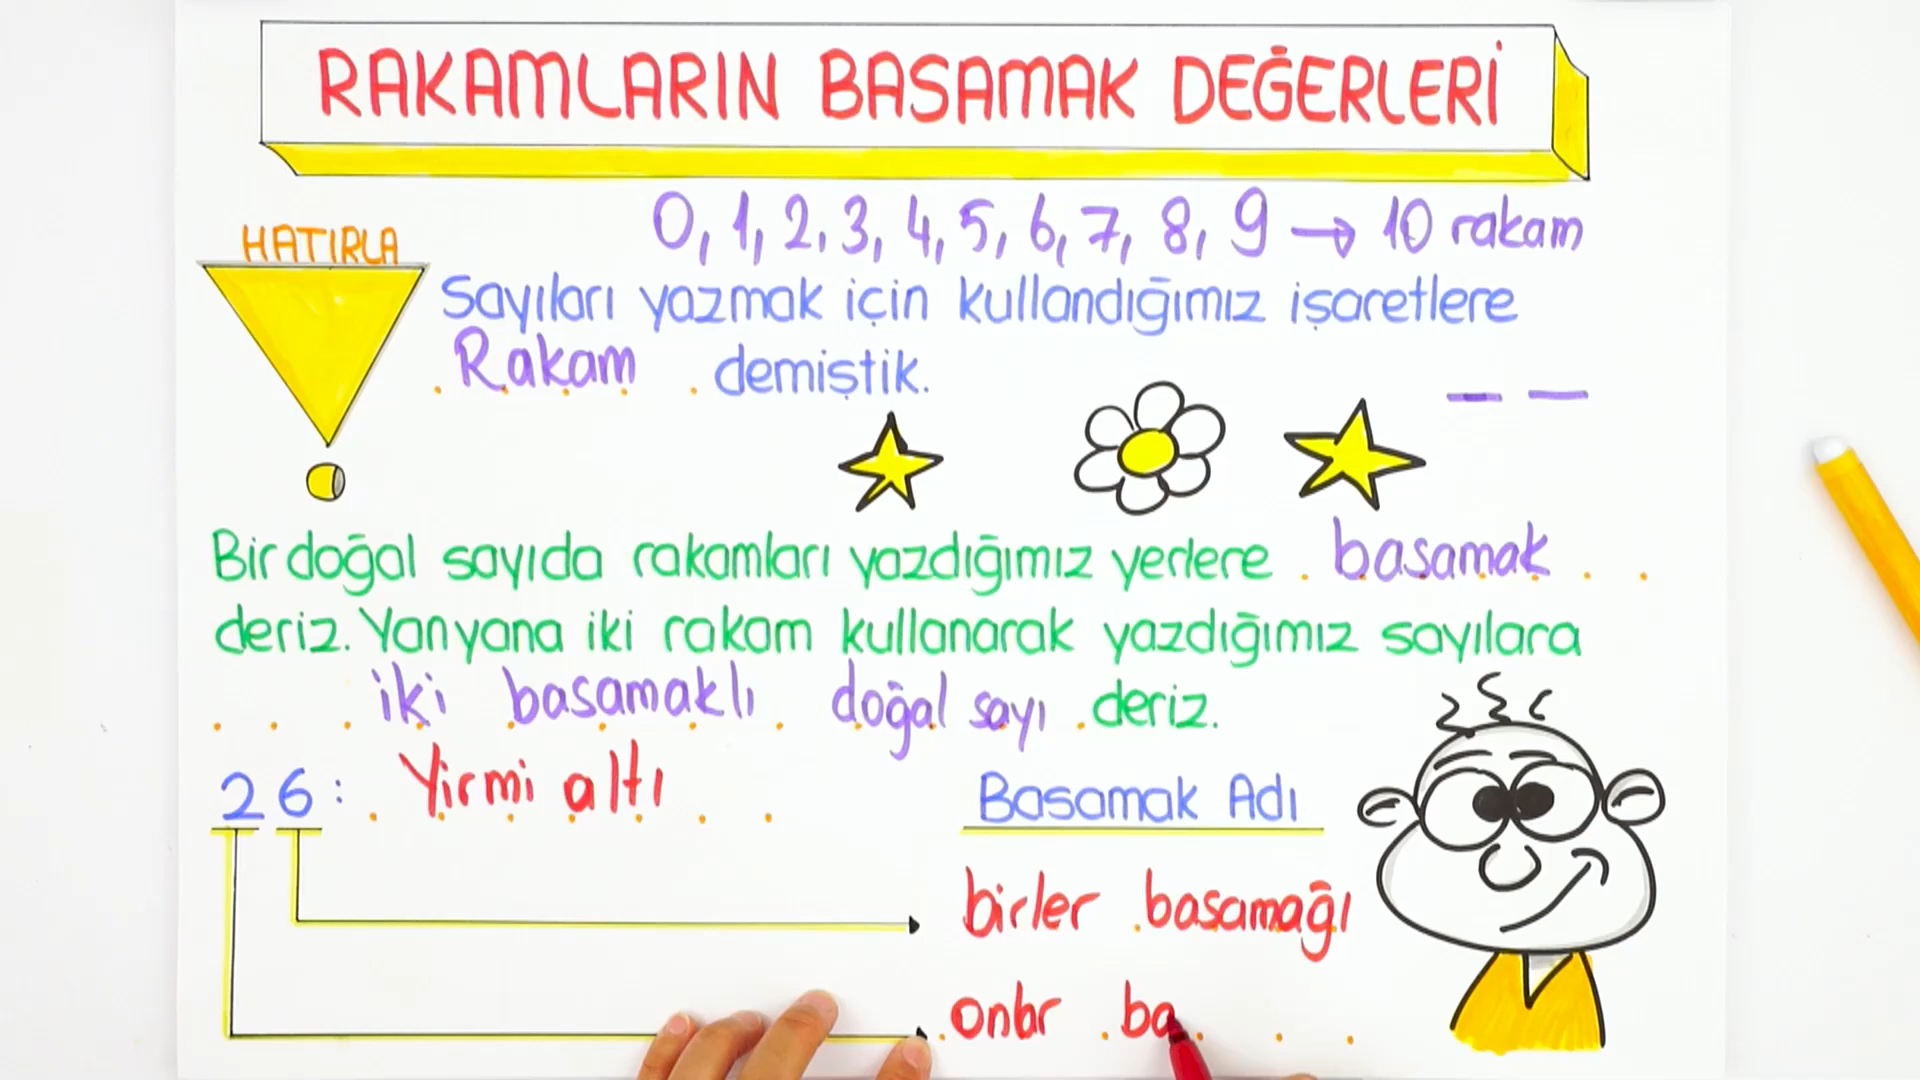 RAKAMLARIN BASAMAK DEĞERLERİ
0, 1, 2, 3, 4, 5, 6, 7, 8, 9 → 10 rakam
HATIRLA
Sayıları yazmak için kullandığımız işaretlere
. Rakam . demiştik.
Bir doğal sayıda rakamları yazdığımız yerlere . basamak . .
deriz. Yanyana iki rakam kullanarak yazdığımız sayılara
. . . iki basamaklı . doğal sayı . deriz.
26 : . Yirmi altı . .
Basamak Adı
birler basamağı
onlar ba